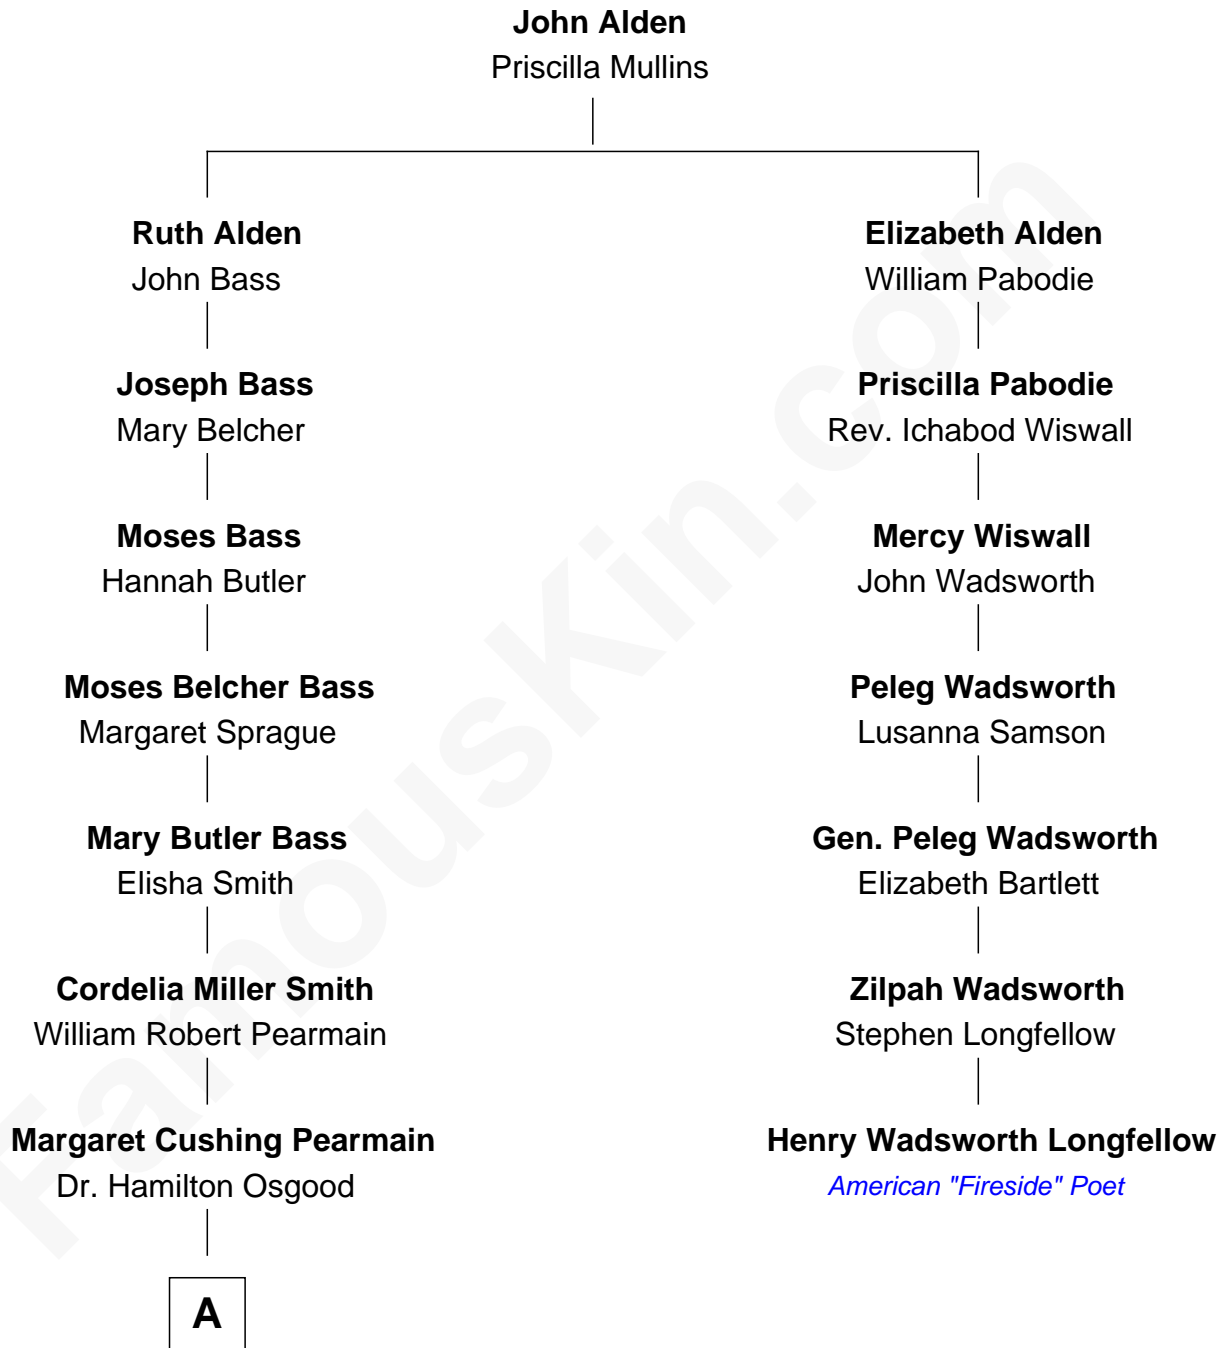 John Alden
Priscilla Mullins
Ruth Alden
John Bass
Elizabeth Alden
William Pabodie
Joseph Bass
Mary Belcher
Priscilla Pabodie
Rev. Ichabod Wiswall
Moses Bass
Hannah Butler
Mercy Wiswall
John Wadsworth
Moses Belcher Bass
Margaret Sprague
Peleg Wadsworth
Lusanna Samson
Mary Butler Bass
Elisha Smith
Gen. Peleg Wadsworth
Elizabeth Bartlett
Cordelia Miller Smith
William Robert Pearmain
Zilpah Wadsworth
Stephen Longfellow
Margaret Cushing Pearmain
Dr. Hamilton Osgood
Henry Wadsworth Longfellow
American "Fireside" Poet
A
FamousKin.com